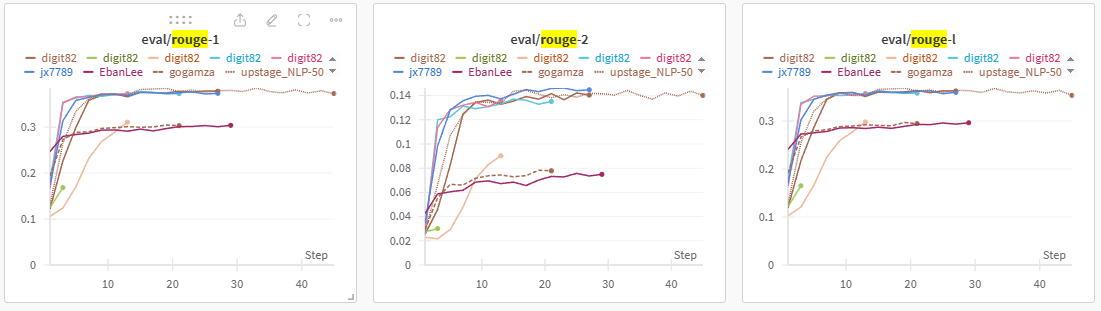 eval/rouge-1
digit82 digit82 digit82 digit82 digit82
jx7789 EbanLee gogamza upstage_NLP-50
0.3
0.2
0.1
0
Step
10 20 30 40
eval/rouge-2
digit82 digit82 digit82 digit82 digit82
jx7789 EbanLee gogamza upstage_NLP-50
0.14
0.12
0.1
0.08
0.06
0.04
0.02
0
Step
10 20 30 40
eval/rouge-l
digit82 digit82 digit82 digit82 digit82
jx7789 EbanLee gogamza upstage_NLP-50
0.3
0.2
0.1
0
Step
10 20 30 40